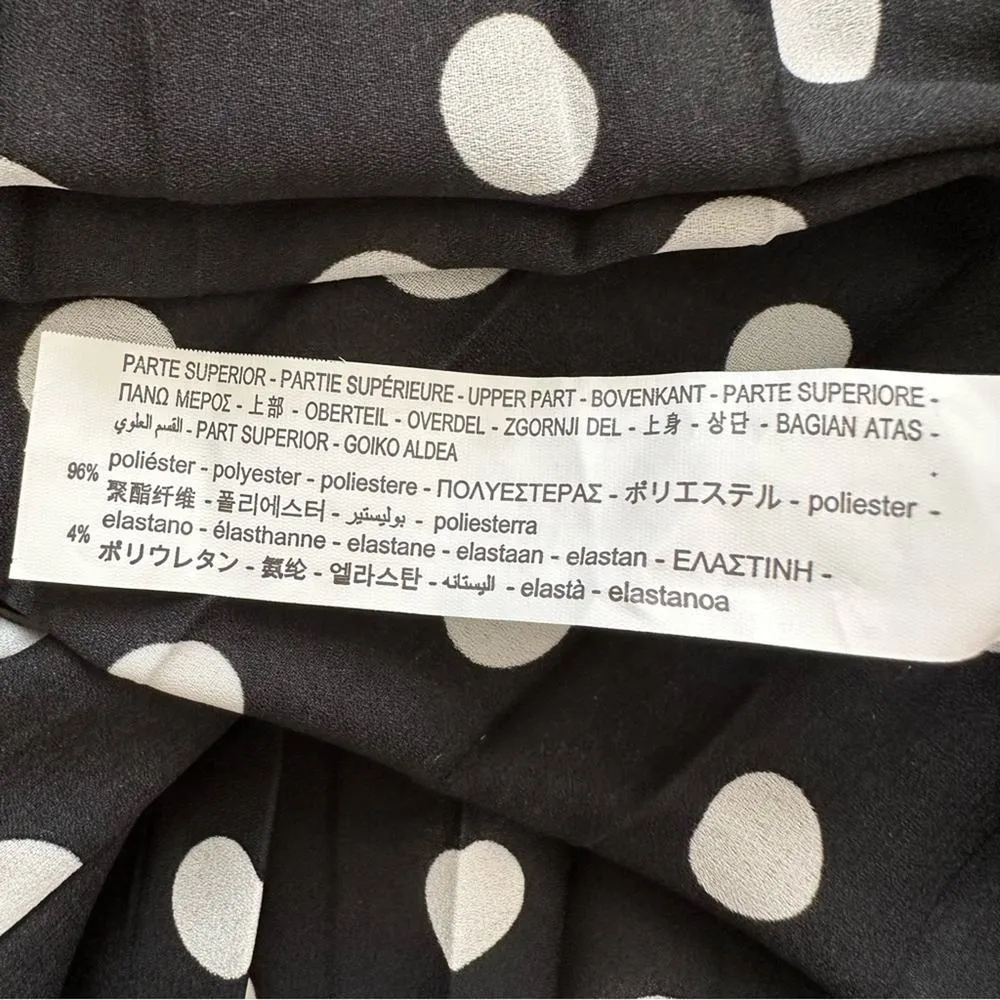 PARTE SUPERIOR - PARTIE SUPÉRIEURE - UPPER PART - BOVENKANT - PARTE SUPERIORE -
ΠΑΝΩ ΜΕΡΟΣ - 上部 - OBERTEIL - OVERDEL - ZGORNJI DEL - 上身 - 상단 - BAGIAN ATAS -
القسم العلوي - PART SUPERIOR - GOIKO ALDEA
96% poliéster - polyester - poliestere - ΠΟΛΥΕΣΤΕΡΑΣ - ポリエステル - poliester -
聚酯纤维 - 폴리에스터 - بوليستير - poliesterra
4% elastano - élasthanne - elastane - elastaan - elastan - ΕΛΑΣΤΙΝΗ -
ポリウレタン - 氨纶 - 엘라스탄 - اليستانه - elastà - elastanoa